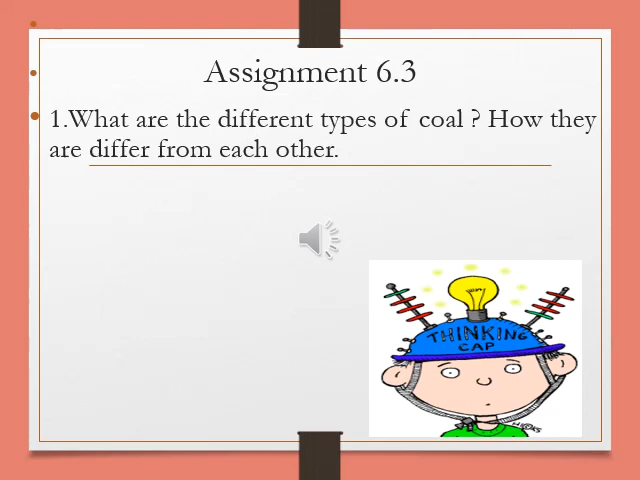 Assignment 6.3
1.What are the different types of coal ? How they
are differ from each other.
THINKING
CAP